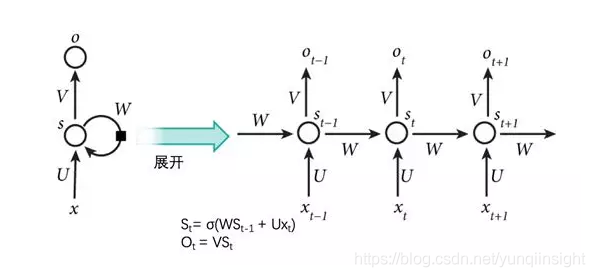 o
V
W
s
U
x
展开
o_{t-1} o_t o_{t+1}
V V V
s_{t-1} s_t s_{t+1}
W W W W
U U U
x_{t-1} x_t x_{t+1}
S_t= σ(WS_{t-1} + Ux_t)
O_t = VS_t
https://blog.csdn.net/yunqiinsight